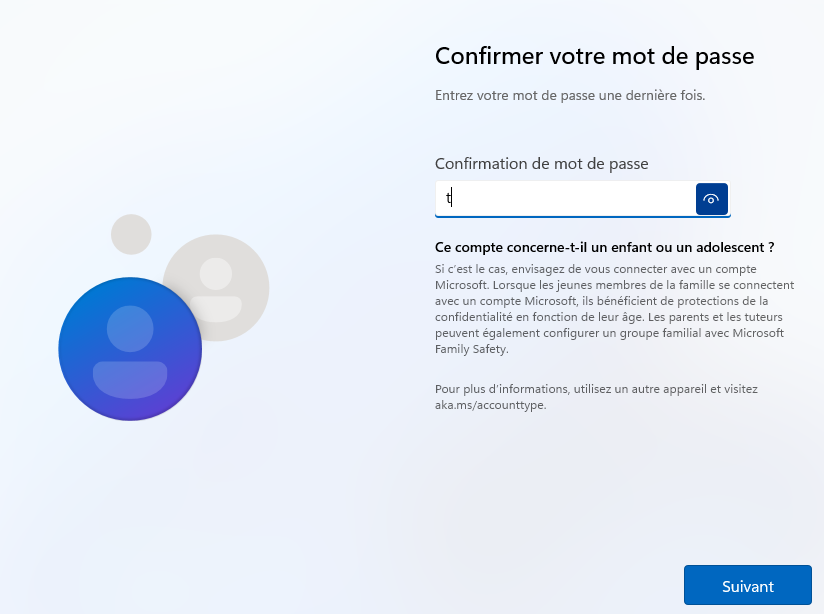 Confirmer votre mot de passe
Entrez votre mot de passe une dernière fois.
Confirmation de mot de passe
t
Ce compte concerne-t-il un enfant ou un adolescent ?
Si c'est le cas, envisagez de vous connecter avec un compte
Microsoft. Lorsque les jeunes membres de la famille se connectent
avec un compte Microsoft, ils bénéficient de protections de la
confidentialité en fonction de leur âge. Les parents et les tuteurs
peuvent également configurer un groupe familial avec Microsoft
Family Safety.
Pour plus d'informations, utilisez un autre appareil et visitez
aka.ms/accounttype.
Suivant